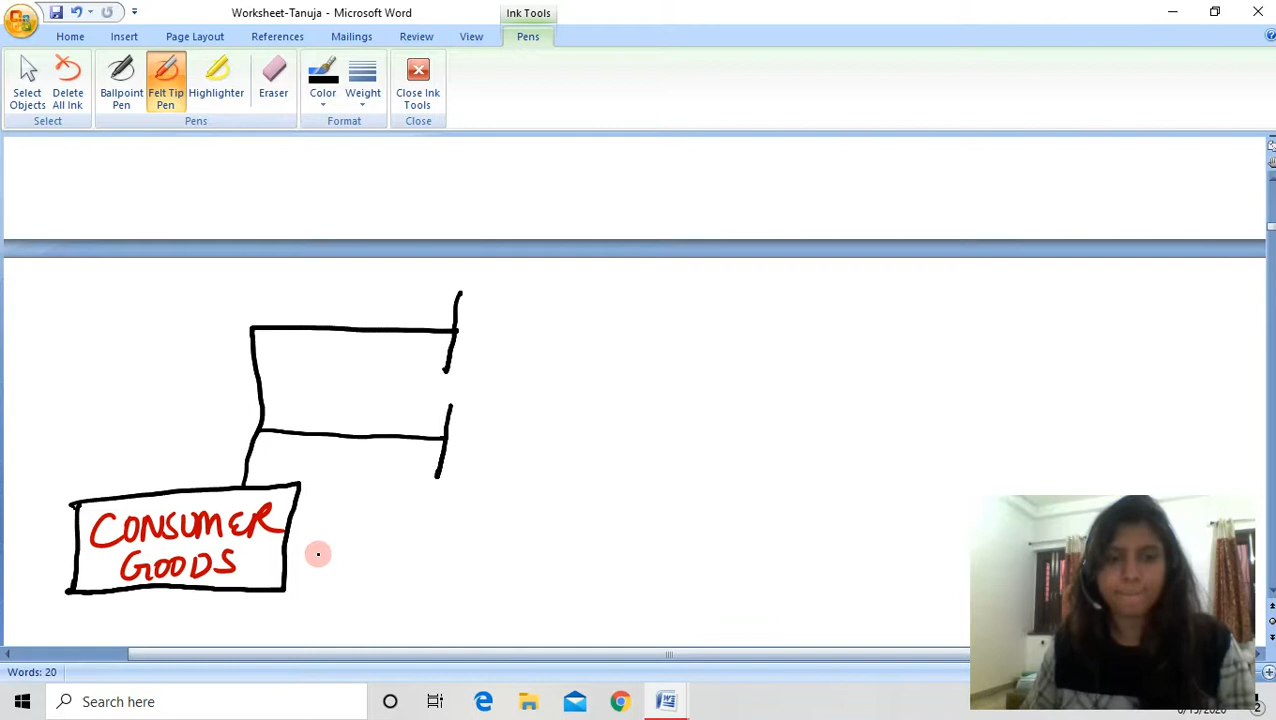 Worksheet-Tanuja - Microsoft Word
Ink Tools
Home
Insert
Page Layout
References
Mailings
Review
View
Pens
Select
Objects
Delete
All Ink
Ballpoint
Pen
Felt Tip
Pen
Highlighter
Eraser
Color
Weight
Close Ink
Tools
Select
Pens
Format
Close
CONSUMER
GOODS
Words: 20
Search here